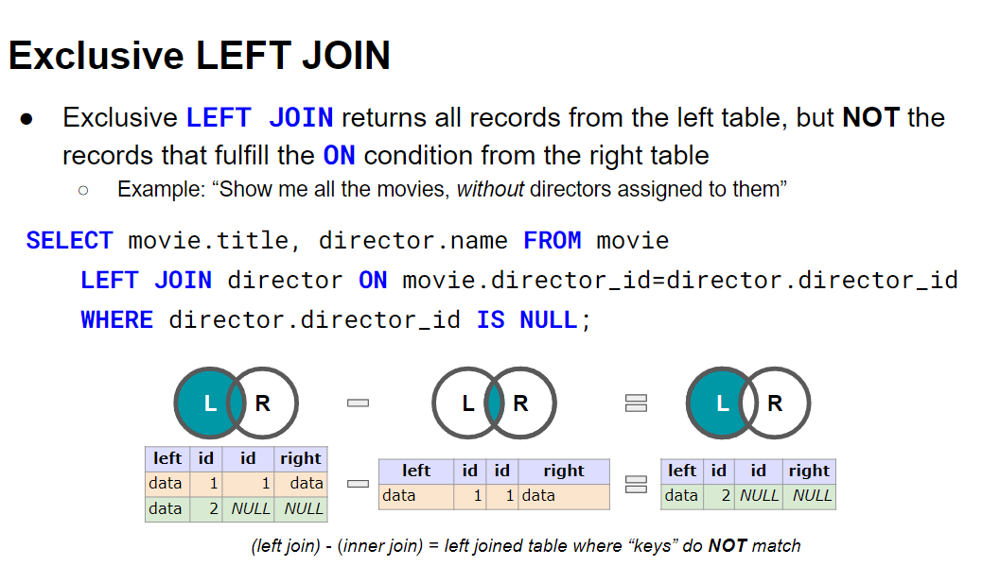 Exclusive LEFT JOIN
● Exclusive LEFT JOIN returns all records from the left table, but NOT the
records that fulfill the ON condition from the right table
○ Example: “Show me all the movies, without directors assigned to them”
SELECT movie.title, director.name FROM movie
LEFT JOIN director ON movie.director_id=director.director_id
WHERE director.director_id IS NULL;
L R L R L R
left id id right
data 1 1 data
data 2 NULL NULL
left id id right
data 1 1 data
left id id right
data 2 NULL NULL
(left join) - (inner join) = left joined table where “keys” do NOT match